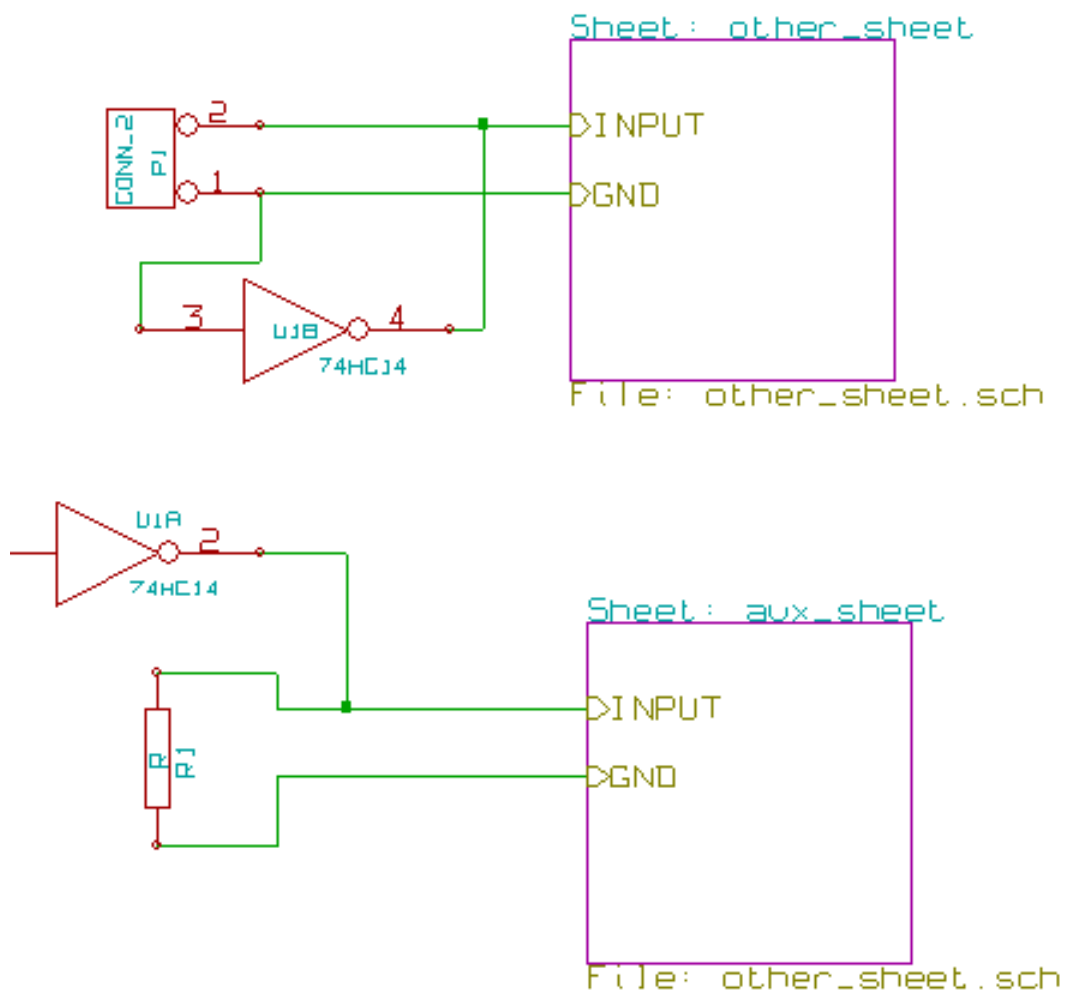 Sheet: other_sheet
CONN_2
P1
2
1
INPUT
GND
3
U1B
4
74HC14
File: other_sheet.sch
U1A
2
74HC14
Sheet: aux_sheet
R
R1
INPUT
GND
File: other_sheet.sch